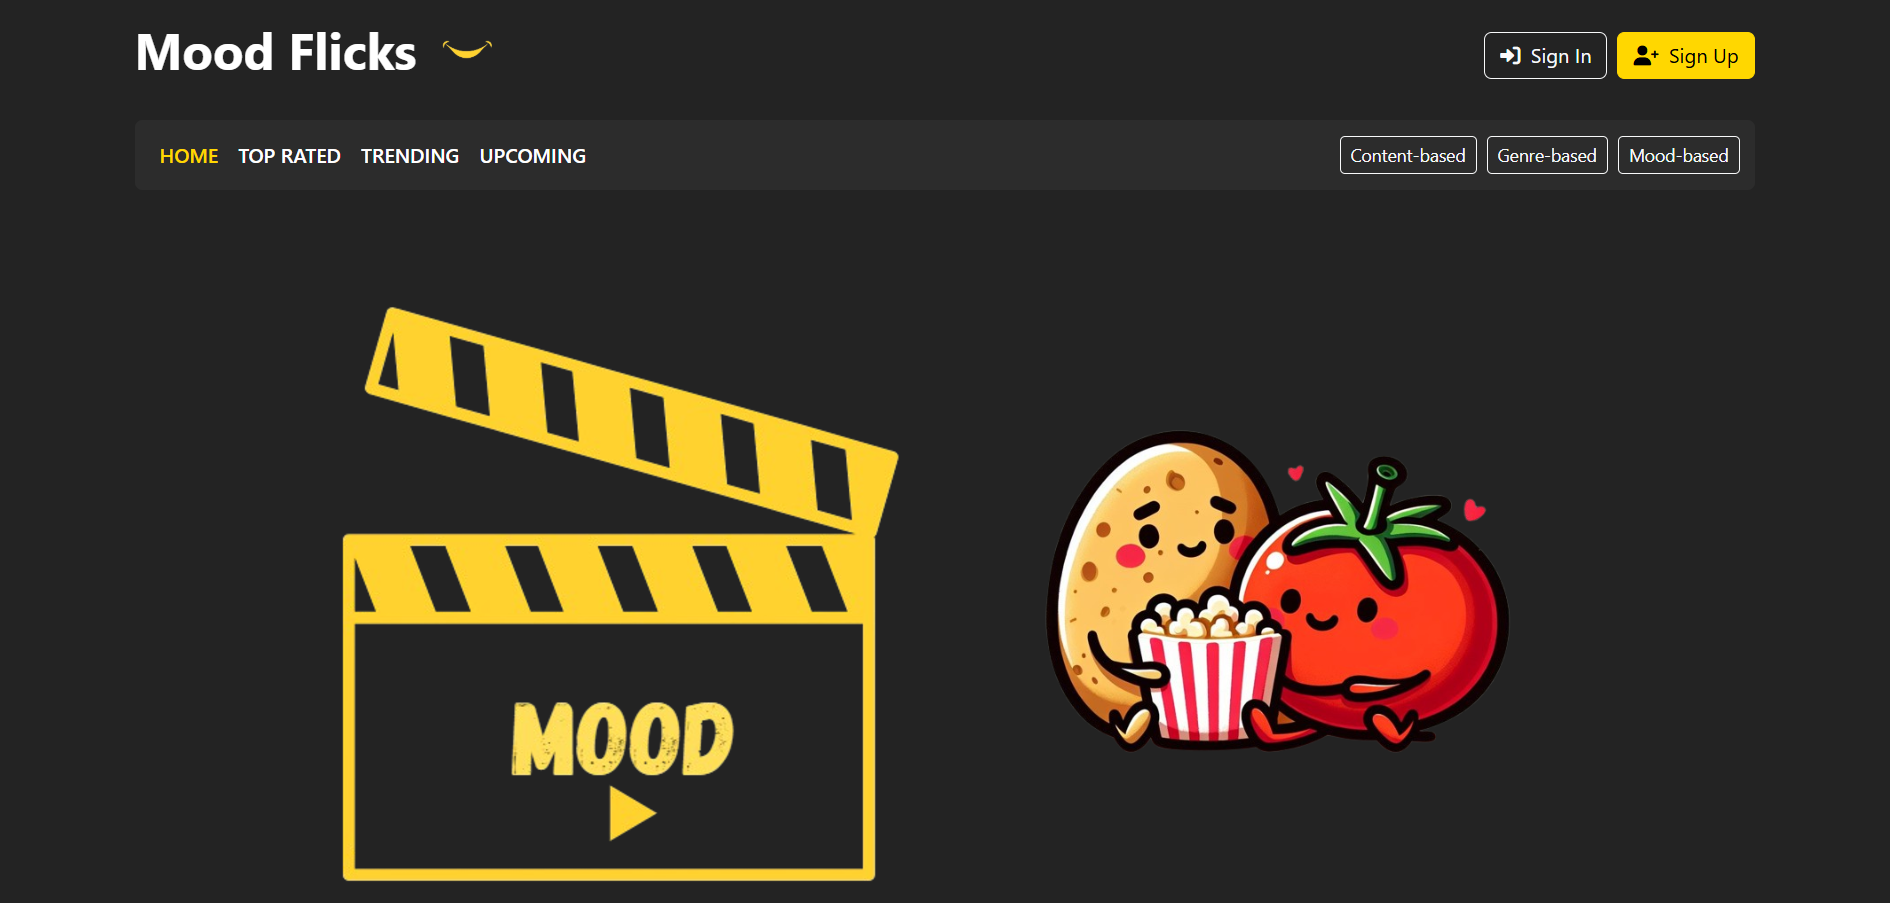 Mood Flicks
Sign In
Sign Up
HOME
TOP RATED
TRENDING
UPCOMING
Content-based
Genre-based
Mood-based
MOOD